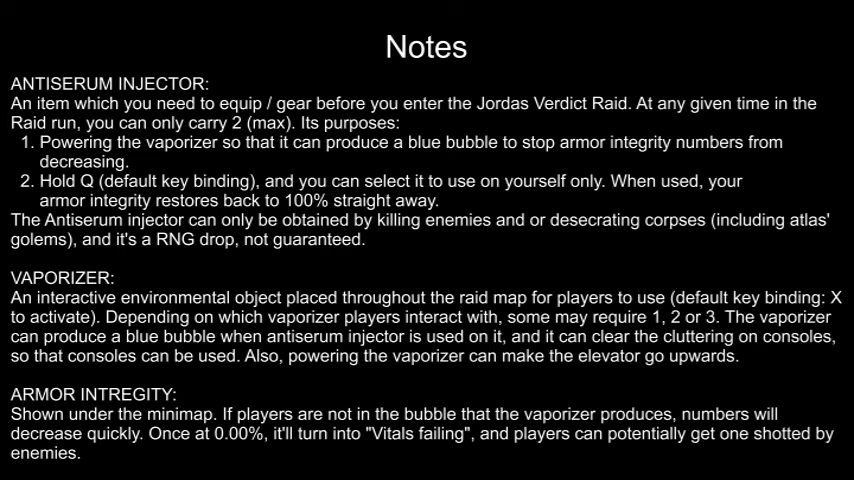 Notes
ANTISERUM INJECTOR:
An item which you need to equip / gear before you enter the Jordas Verdict Raid. At any given time in the
Raid run, you can only carry 2 (max). Its purposes:
1. Powering the vaporizer so that it can produce a blue bubble to stop armor integrity numbers from
decreasing.
2. Hold Q (default key binding), and you can select it to use on yourself only. When used, your
armor integrity restores back to 100% straight away.
The Antiserum injector can only be obtained by killing enemies and or desecrating corpses (including atlas'
golems), and it's a RNG drop, not guaranteed.
VAPORIZER:
An interactive environmental object placed throughout the raid map for players to use (default key binding: X
to activate). Depending on which vaporizer players interact with, some may require 1, 2 or 3. The vaporizer
can produce a blue bubble when antiserum injector is used on it, and it can clear the cluttering on consoles,
so that consoles can be used. Also, powering the vaporizer can make the elevator go upwards.
ARMOR INTREGITY:
Shown under the minimap. If players are not in the bubble that the vaporizer produces, numbers will
decrease quickly. Once at 0.00%, it'll turn into "Vitals failing", and players can potentially get one shotted by
enemies.